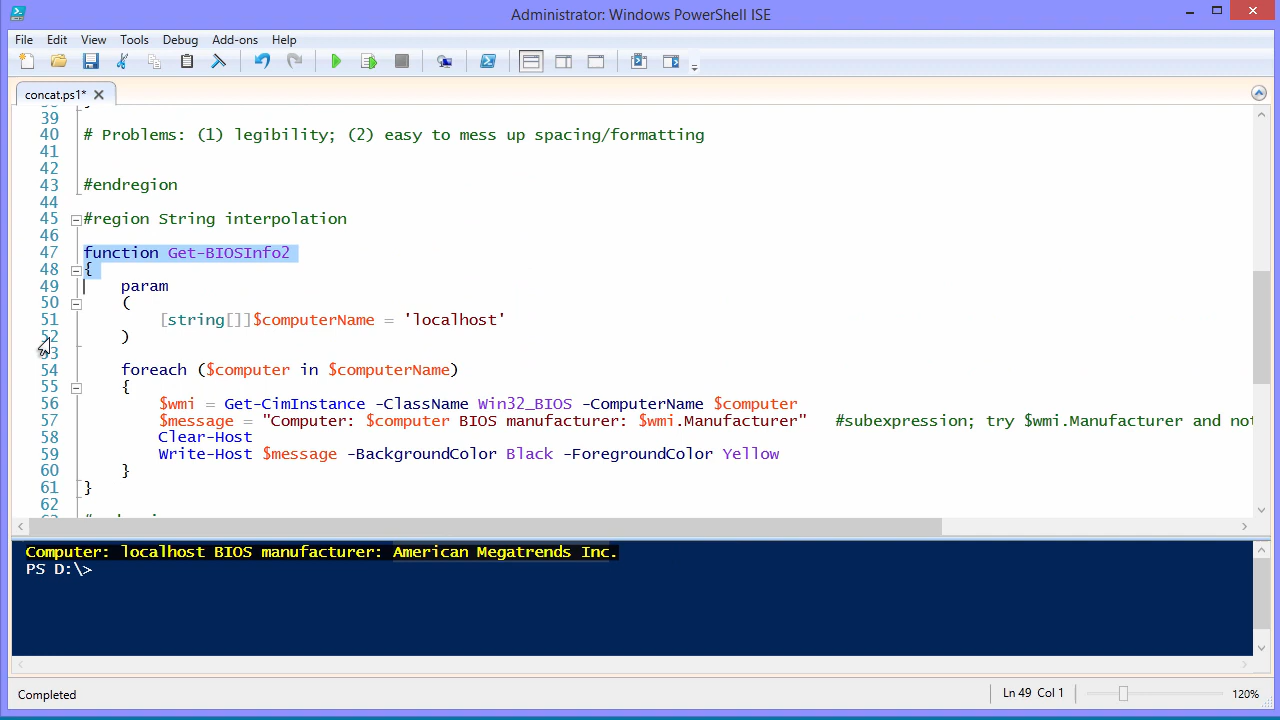 Administrator: Windows PowerShell ISE
File Edit View Tools Debug Add-ons Help
concat.ps1*
39
40 # Problems: (1) legibility; (2) easy to mess up spacing/formatting
41
42
43 #endregion
44
45 #region String interpolation
46
47 function Get-BIOSInfo2
48 {
49 param
50 (
51 [string[]]$computerName = 'localhost'
52 )
53
54 foreach ($computer in $computerName)
55 {
56 $wmi = Get-CimInstance -ClassName Win32_BIOS -ComputerName $computer
57 $message = "Computer: $computer BIOS manufacturer: $wmi.Manufacturer" #subexpression; try $wmi.Manufacturer and not
58 Clear-Host
59 Write-Host $message -BackgroundColor Black -ForegroundColor Yellow
60 }
61 }
62
Computer: localhost BIOS manufacturer: American Megatrends Inc.
PS D:\>
Completed Ln 49 Col 1 120%